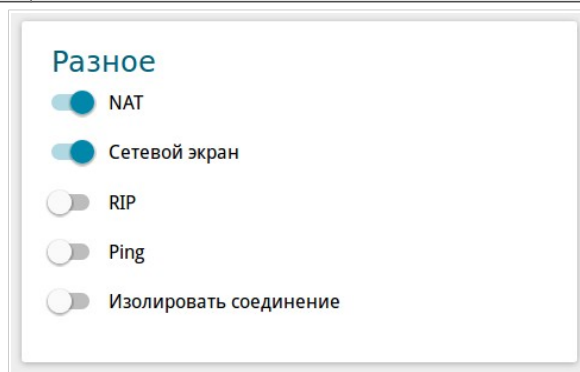 Разное
NAT
Сетевой экран
RIP
Ping
Изолировать соединение